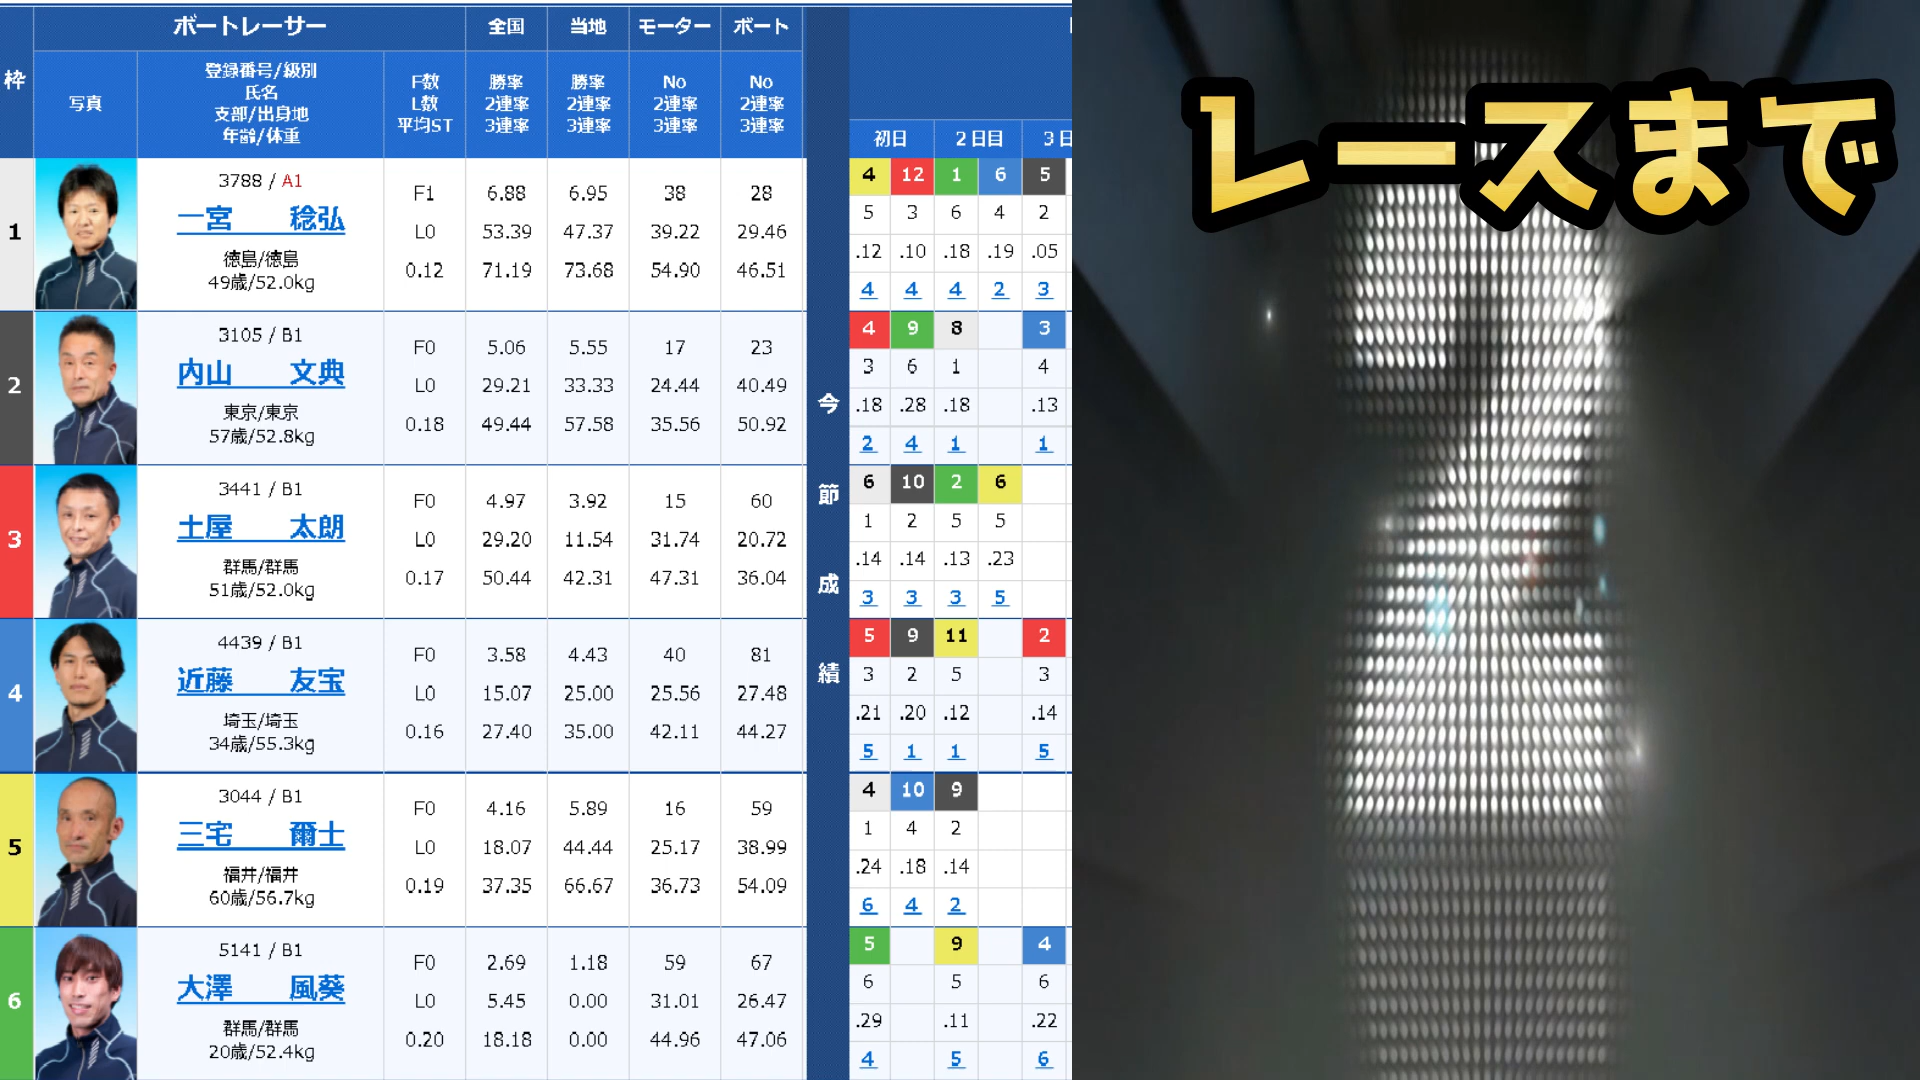 ボートレーサー 全国 当地 モーター ボート
枠 写真 登録番号/級別 氏名 支部/出身地 年齢/体重 F数 L数 平均ST 勝率 2連率 3連率 勝率 2連率 3連率 No 2連率 3連率 No 2連率 3連率
初日 2日目 3日
今節成績
1
3788 / A1
一宮 稔弘
徳島/徳島
49歳/52.0kg
F1 6.88 6.95 38 28
L0 53.39 47.37 39.22 29.46
0.12 71.19 73.68 54.90 46.51
4 12 1 6 5
5 3 6 4 2
.12 .10 .18 .19 .05
4 4 4 2 3
2
3105 / B1
内山 文典
東京/東京
57歳/52.8kg
F0 5.06 5.55 17 23
L0 29.21 33.33 24.44 40.49
0.18 49.44 57.58 35.56 50.92
4 9 8 3
3 6 1 4
.18 .28 .18 .13
2 4 1 1
3
3441 / B1
土屋 太朗
群馬/群馬
51歳/52.0kg
F0 4.97 3.92 15 60
L0 29.20 11.54 31.74 20.72
0.17 50.44 42.31 47.31 36.04
6 10 2 6
1 2 5 5
.14 .14 .13 .23
3 3 3 5
4
4439 / B1
近藤 友宝
埼玉/埼玉
34歳/55.3kg
F0 3.58 4.43 40 81
L0 15.07 25.00 25.56 27.48
0.16 27.40 35.00 42.11 44.27
5 9 11 2
3 2 5 3
.21 .20 .12 .14
5 1 1 5
5
3044 / B1
三宅 爾士
福井/福井
60歳/56.7kg
F0 4.16 5.89 16 59
L0 18.07 44.44 25.17 38.99
0.19 37.35 66.67 36.73 54.09
4 10 9
1 4 2
.24 .18 .14
6 4 2
6
5141 / B1
大澤 風葵
群馬/群馬
20歳/52.4kg
F0 2.69 1.18 59 67
L0 5.45 0.00 31.01 26.47
0.20 18.18 0.00 44.96 47.06
5 9 4
6 5 6
.29 .11 .22
4 5 6
レースまで